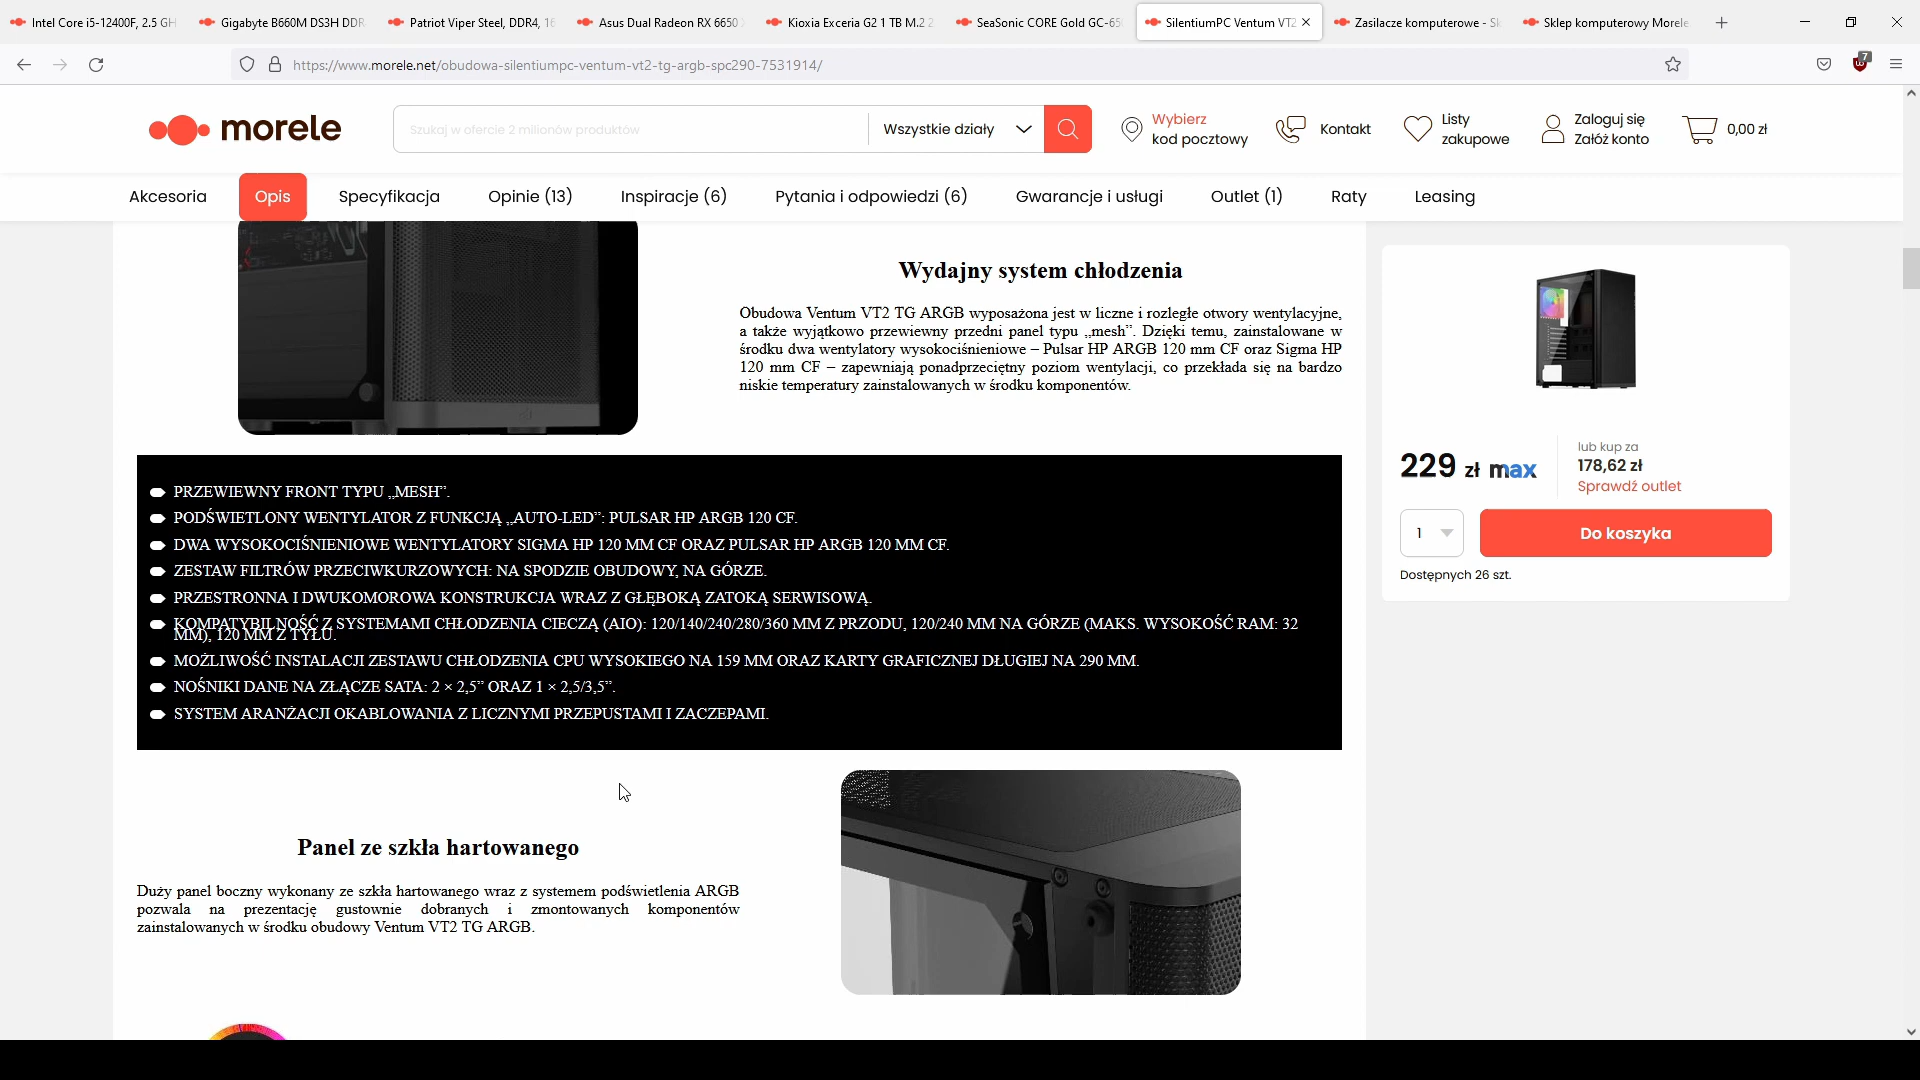 Intel Core i5-12400F, 2.5 GH
Gigabyte B660M DS3H DDR
Patriot Viper Steel, DDR4, 16
Asus Dual Radeon RX 6650 X
Kioxia Exceria G2 1 TB M.2 2
SeaSonic CORE Gold GC-65
SilentiumPC Ventum VT2
Zasilacze komputerowe - Sk
Sklep komputerowy Morele
https://www.morele.net/obudowa-silentiumpc-ventum-vt2-tg-argb-spc290-7531914/
7
morele
Szukaj w ofercie 2 milionów produktów
Wszystkie działy
Wybierz
kod pocztowy
Kontakt
Listy
zakupowe
Zaloguj się
Załóż konto
0,00 zł
Akcesoria
Opis
Specyfikacja
Opinie (13)
Inspiracje (6)
Pytania i odpowiedzi (6)
Gwarancje i usługi
Outlet (1)
Raty
Leasing
Wydajny system chłodzenia
Obudowa Ventum VT2 TG ARGB wyposażona jest w liczne i rozległe otwory wentylacyjne,
a także wyjątkowo przewiewny przedni panel typu „mesh”. Dzięki temu, zainstalowane w
środku dwa wentylatory wysokociśnieniowe – Pulsar HP ARGB 120 mm CF oraz Sigma HP
120 mm CF – zapewniają ponadprzeciętny poziom wentylacji, co przekłada się na bardzo
niskie temperatury zainstalowanych w środku komponentów.
PRZEWIEWNY FRONT TYPU „MESH”.
PODŚWIETLONY WENTYLATOR Z FUNKCJĄ „AUTO-LED”: PULSAR HP ARGB 120 CF.
DWA WYSOKOCIŚNIENIOWE WENTYLATORY SIGMA HP 120 MM CF ORAZ PULSAR HP ARGB 120 MM CF.
ZESTAW FILTRÓW PRZECIWKURZOWYCH: NA SPODZIE OBUDOWY, NA GÓRZE.
PRZESTRONNA I DWUKOMOROWA KONSTRUKCJA WRAZ Z GŁĘBOKĄ ZATOKĄ SERWISOWĄ.
KOMPATYBILNOŚĆ Z SYSTEMAMI CHŁODZENIA CIECZĄ (AIO): 120/140/240/280/360 MM Z PRZODU, 120/240 MM NA GÓRZE (MAKS. WYSOKOŚĆ RAM: 32
MM), 120 MM Z TYŁU.
MOŻLIWOŚĆ INSTALACJI ZESTAWU CHŁODZENIA CPU WYSOKIEGO NA 159 MM ORAZ KARTY GRAFICZNEJ DŁUGIEJ NA 290 MM.
NOŚNIKI DANE NA ZŁĄCZE SATA: 2 × 2,5” ORAZ 1 × 2,5/3,5”.
SYSTEM ARANŻACJI OKABLOWANIA Z LICZNYMI PRZEPUSTAMI I ZACZEPAMI.
Panel ze szkła hartowanego
Duży panel boczny wykonany ze szkła hartowanego wraz z systemem podświetlenia ARGB
pozwala na prezentację gustownie dobranych i zmontowanych komponentów
zainstalowanych w środku obudowy Ventum VT2 TG ARGB.
229 zł max
lub kup za
178,62 zł
Sprawdź outlet
1
Do koszyka
Dostępnych 26 szt.